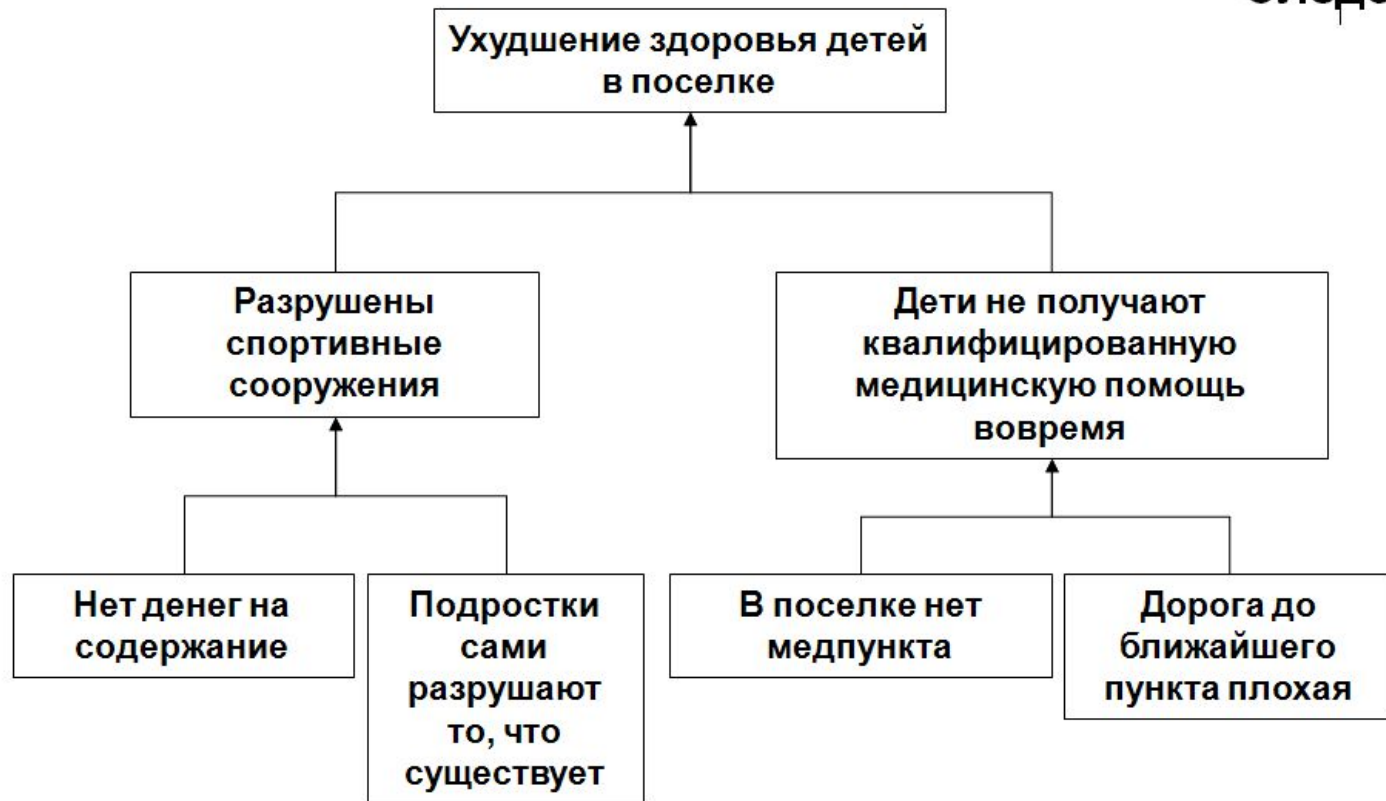 Ухудшение здоровья детей
в поселке
Разрушены
спортивные
сооружения
Дети не получают
квалифицированную
медицинскую помощь
вовремя
Нет денег на
содержание
Подростки
сами
разрушают
то, что
существует
В поселке нет
медпункта
Дорога до
ближайшего
пункта плохая